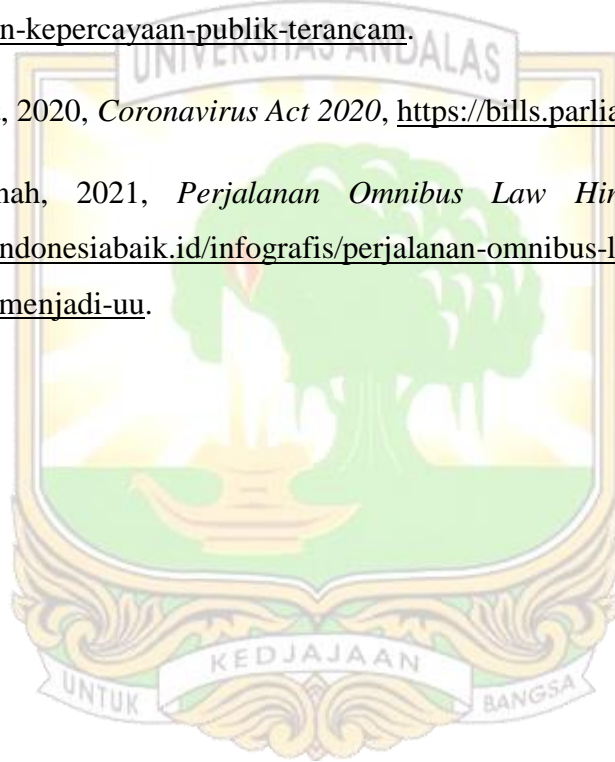 n-kepercayaan-publik-terancam.
UNIVERSITAS ANDALAS
, 2020, Coronavirus Act 2020, https://bills.parlia
nah, 2021, Perjalanan Omnibus Law Hin
ndonesiabaik.id/infografis/perjalanan-omnibus-l
menjadi-uu.
UNTUK KEDJAJAAN BANGSA